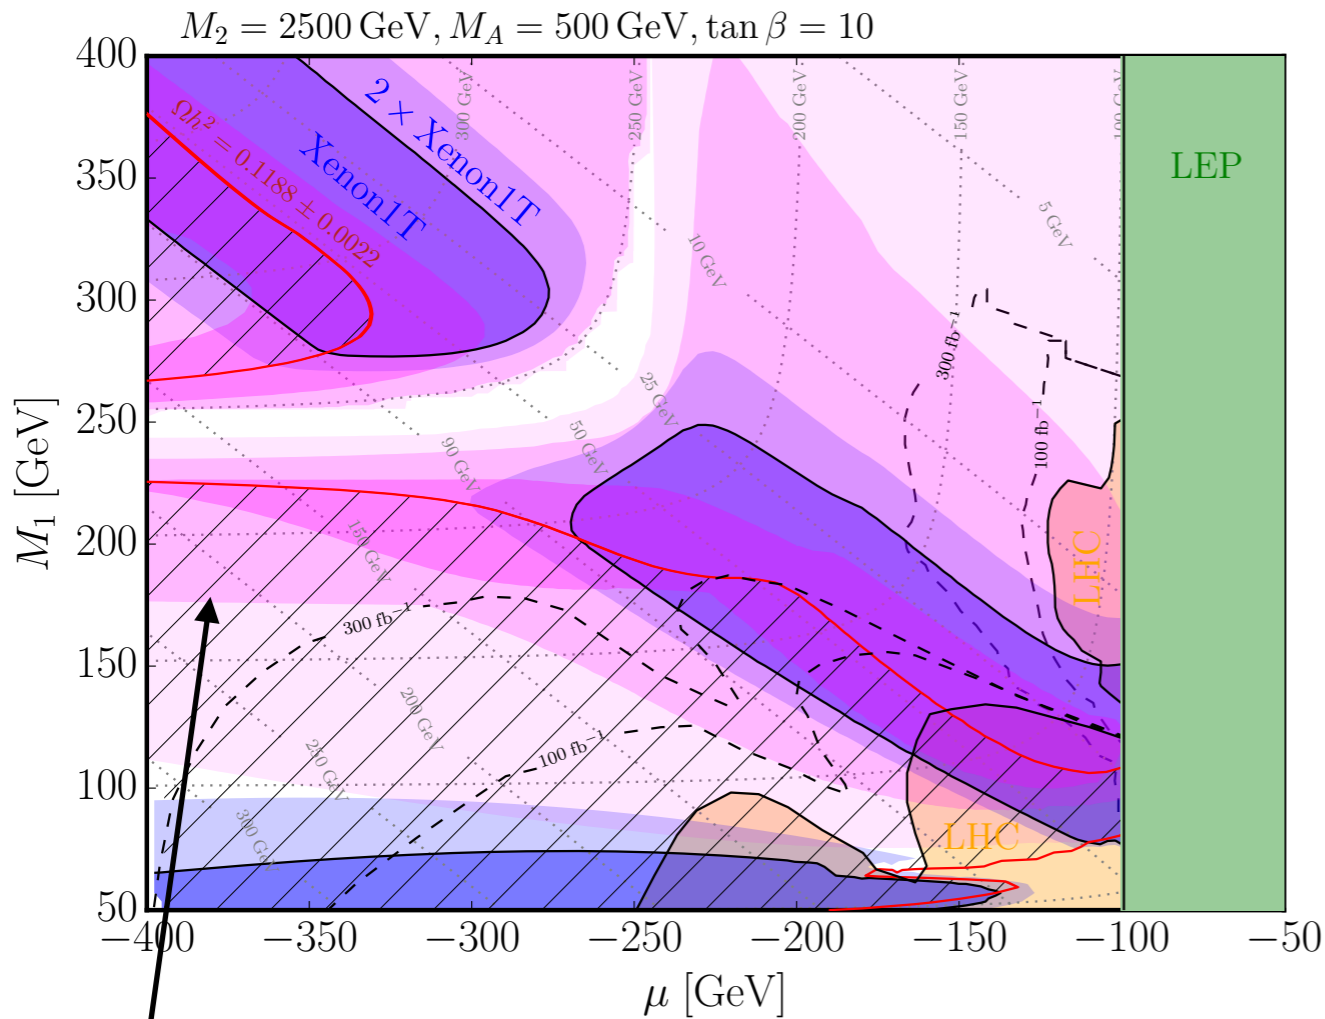 M₂ = 2500 GeV, M_A = 500 GeV, tan β = 10
400
350
300
250
200
150
100
50
M₁ [GeV]
−400
−350
−300
−250
−200
−150
−100
−50
μ [GeV]
Ωh² = 0.1188 ± 0.0022
Xenon1T
2 × Xenon1T
300 GeV
250 GeV
200 GeV
150 GeV
100 GeV
LEP
5 GeV
10 GeV
25 GeV
50 GeV
90 GeV
150 GeV
200 GeV
250 GeV
300 GeV
300 fb⁻¹
100 fb⁻¹
300 fb⁻¹
100 fb⁻¹
LHC
LHC